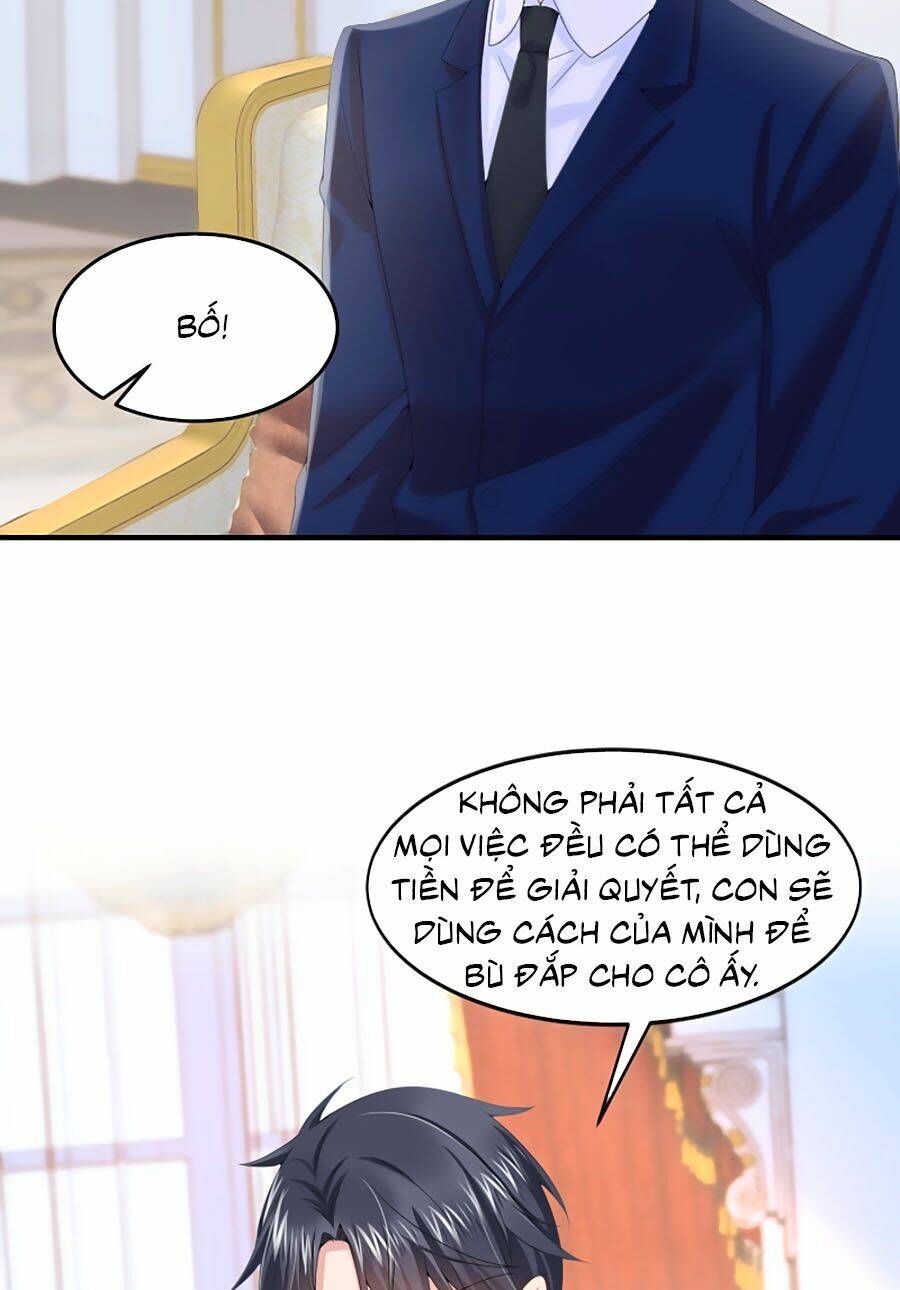 BỐ!
KHÔNG PHẢI TẤT CẢ
MỌI VIỆC ĐỀU CÓ THỂ DÙNG
TIỀN ĐỂ GIẢI QUYẾT, CON SẼ
DÙNG CÁCH CỦA MÌNH ĐỂ
BÙ ĐẮP CHO CÔ ẤY.